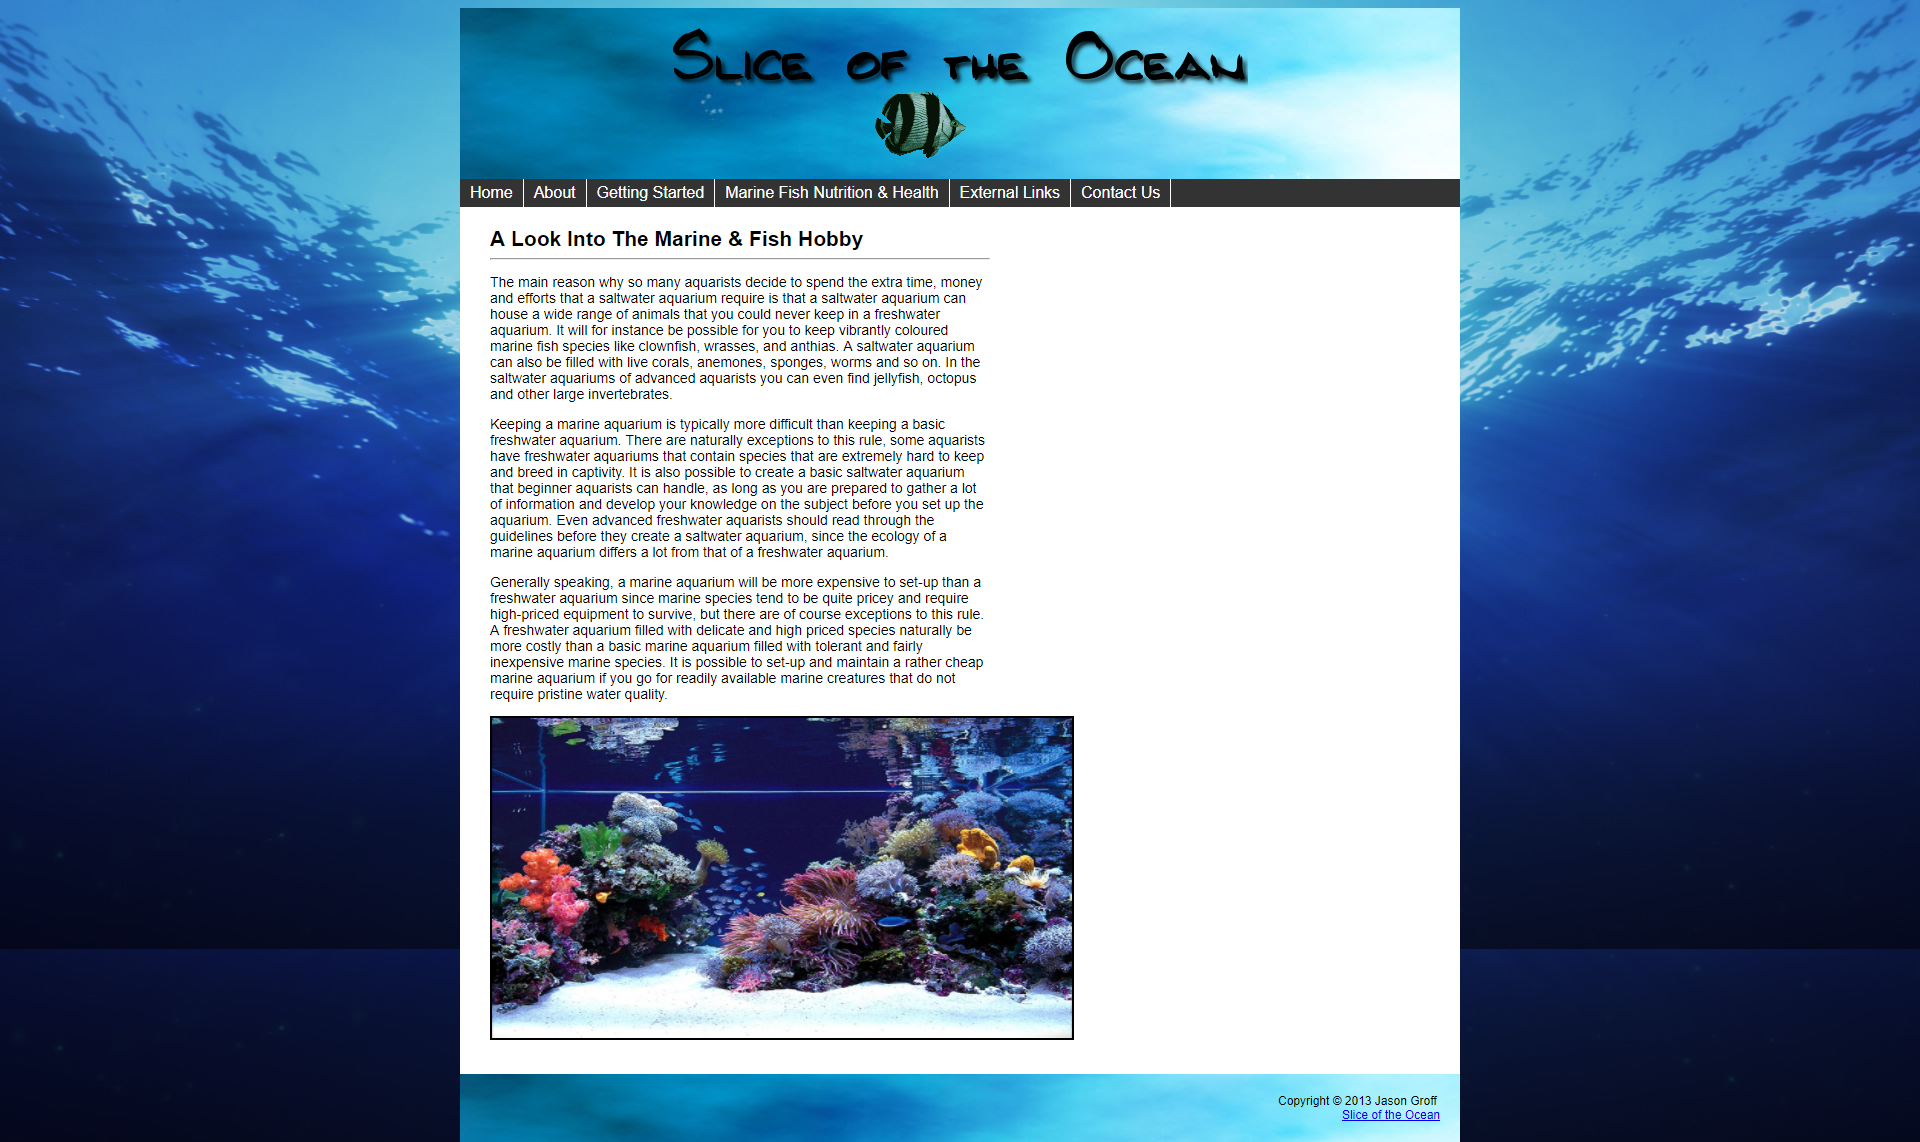 Slice of the Ocean
Home
About
Getting Started
Marine Fish Nutrition & Health
External Links
Contact Us
A Look Into The Marine & Fish Hobby
The main reason why so many aquarists decide to spend the extra time, money
and efforts that a saltwater aquarium require is that a saltwater aquarium can
house a wide range of animals that you could never keep in a freshwater
aquarium. It will for instance be possible for you to keep vibrantly coloured
marine fish species like clownfish, wrasses, and anthias. A saltwater aquarium
can also be filled with live corals, anemones, sponges, worms and so on. In the
saltwater aquariums of advanced aquarists you can even find jellyfish, octopus
and other large invertebrates.
Keeping a marine aquarium is typically more difficult than keeping a basic
freshwater aquarium. There are naturally exceptions to this rule, some aquarists
have freshwater aquariums that contain species that are extremely hard to keep
and breed in captivity. It is also possible to create a basic saltwater aquarium
that beginner aquarists can handle, as long as you are prepared to gather a lot
of information and develop your knowledge on the subject before you set up the
aquarium. Even advanced freshwater aquarists should read through the
guidelines before they create a saltwater aquarium, since the ecology of a
marine aquarium differs a lot from that of a freshwater aquarium.
Generally speaking, a marine aquarium will be more expensive to set-up than a
freshwater aquarium since marine species tend to be quite pricey and require
high-priced equipment to survive, but there are of course exceptions to this rule.
A freshwater aquarium filled with delicate and high priced species naturally be
more costly than a basic marine aquarium filled with tolerant and fairly
inexpensive marine species. It is possible to set-up and maintain a rather cheap
marine aquarium if you go for readily available marine creatures that do not
require pristine water quality.
Copyright © 2013 Jason Groff
Slice of the Ocean